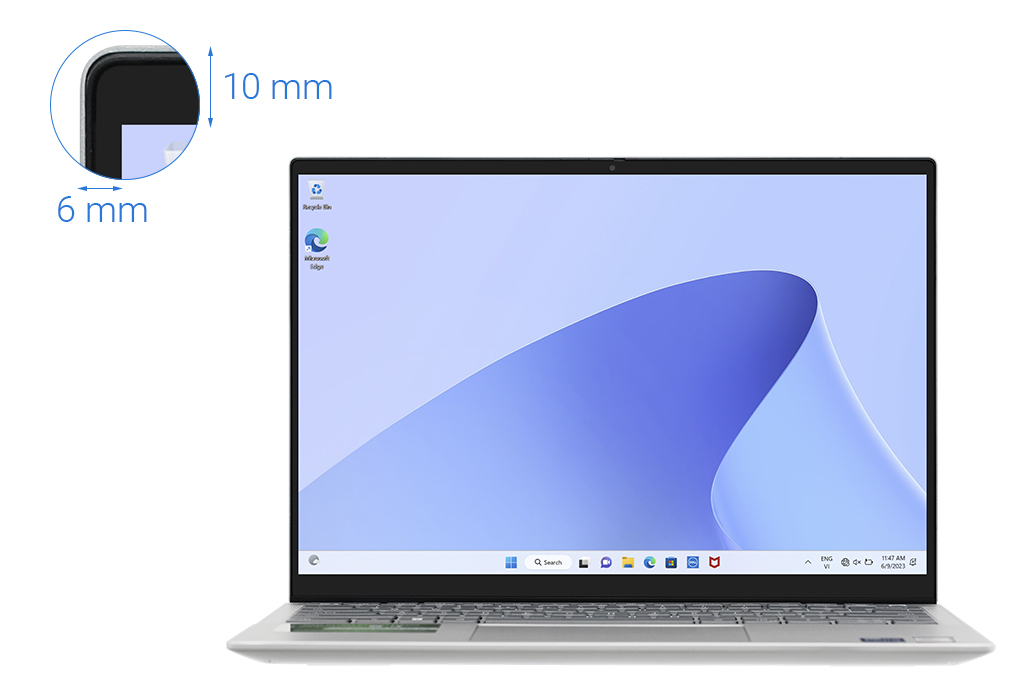 10 mm
6 mm
Recycle Bin
Microsoft
Edge
Search
ENG
VI
11:47 AM
6/9/2023